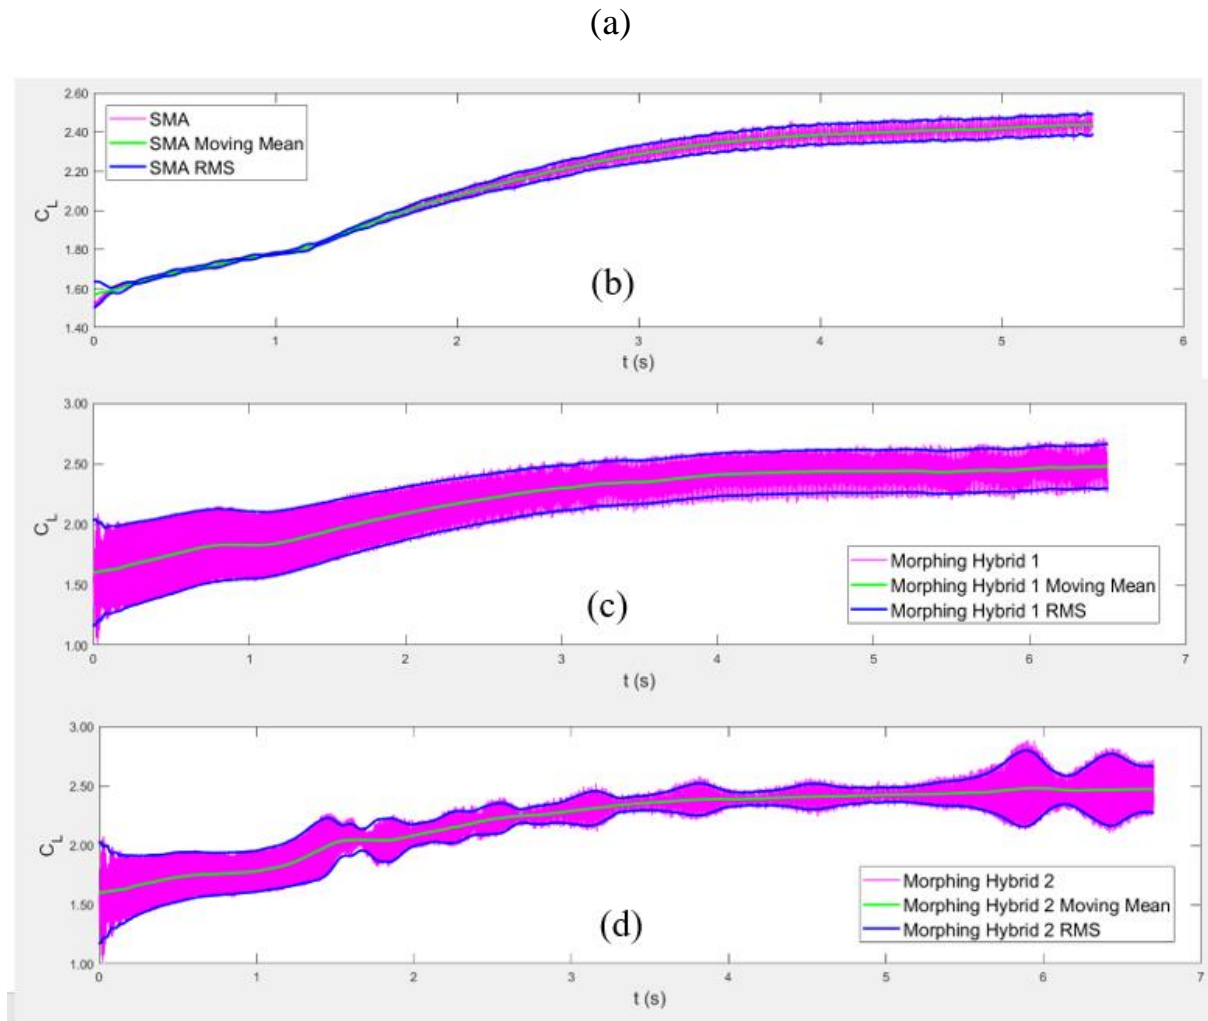 (a)
2.60
2.40
2.20
2.00
1.80
1.60
1.40
C_L
SMA
SMA Moving Mean
SMA RMS
(b)
0 1 2 3 4 5 6
t (s)
3.00
2.50
2.00
1.50
1.00
C_L
Morphing Hybrid 1
Morphing Hybrid 1 Moving Mean
Morphing Hybrid 1 RMS
(c)
0 1 2 3 4 5 6 7
t (s)
3.00
2.50
2.00
1.50
1.00
C_L
Morphing Hybrid 2
Morphing Hybrid 2 Moving Mean
Morphing Hybrid 2 RMS
(d)
0 1 2 3 4 5 6 7
t (s)